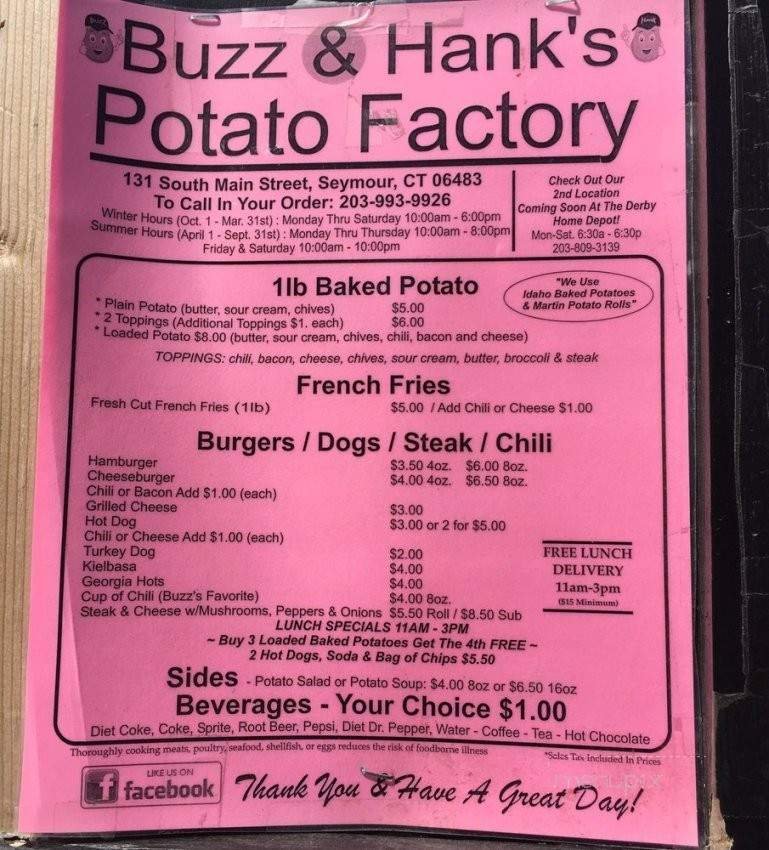 Buzz & Hank's
Potato Factory
131 South Main Street, Seymour, CT 06483
To Call In Your Order: 203-993-9926
Winter Hours (Oct. 1 - Mar. 31st) : Monday Thru Saturday 10:00am - 6:00pm
Summer Hours (April 1 - Sept. 31st) : Monday Thru Thursday 10:00am - 8:00pm
Friday & Saturday 10:00am - 10:00pm
Check Out Our
2nd Location
Coming Soon At The Derby
Home Depot!
Mon-Sat. 6:30a - 6:30p
203-809-3139
1lb Baked Potato
"We Use
Idaho Baked Potatoes
& Martin Potato Rolls"
* Plain Potato (butter, sour cream, chives) $5.00
* 2 Toppings (Additional Toppings $1. each) $6.00
* Loaded Potato $8.00 (butter, sour cream, chives, chili, bacon and cheese)
TOPPINGS: chili, bacon, cheese, chives, sour cream, butter, broccoli & steak
French Fries
Fresh Cut French Fries (1lb) $5.00 / Add Chili or Cheese $1.00
Burgers / Dogs / Steak / Chili
Hamburger $3.50 4oz. $6.00 8oz.
Cheeseburger $4.00 4oz. $6.50 8oz.
Chili or Bacon Add $1.00 (each)
Grilled Cheese $3.00
Hot Dog $3.00 or 2 for $5.00
Chili or Cheese Add $1.00 (each)
Turkey Dog $2.00
Kielbasa $4.00
Georgia Hots $4.00
Cup of Chili (Buzz's Favorite) $4.00 8oz.
Steak & Cheese w/Mushrooms, Peppers & Onions $5.50 Roll / $8.50 Sub
FREE LUNCH
DELIVERY
11am-3pm
($15 Minimum)
LUNCH SPECIALS 11AM - 3PM
~ Buy 3 Loaded Baked Potatoes Get The 4th FREE ~
2 Hot Dogs, Soda & Bag of Chips $5.50
Sides - Potato Salad or Potato Soup: $4.00 8oz or $6.50 16oz
Beverages - Your Choice $1.00
Diet Coke, Coke, Sprite, Root Beer, Pepsi, Diet Dr. Pepper, Water - Coffee - Tea - Hot Chocolate
Thoroughly cooking meats, poultry, seafood, shellfish, or eggs reduces the risk of foodborne illness
*Sales Tax Included In Prices
LIKE US ON
f facebook
Thank You & Have A Great Day!
menupix